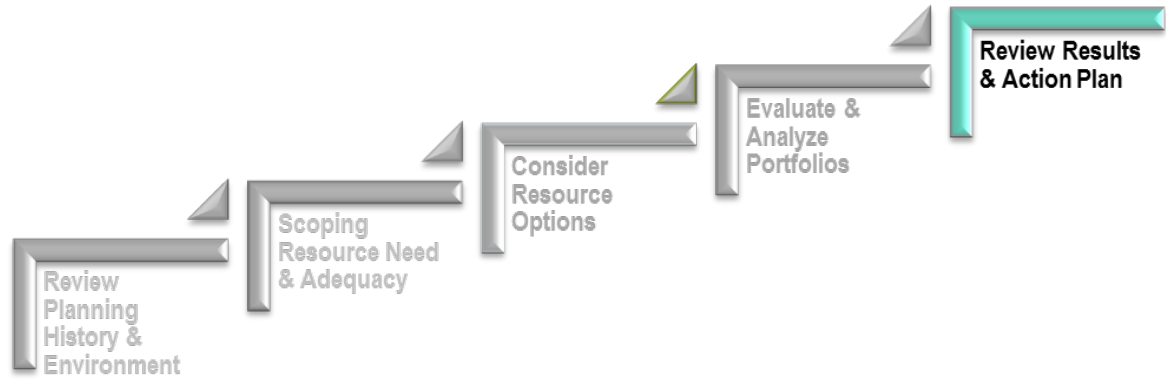 Review
Planning
History &
Environment
Scoping
Resource Need
& Adequacy
Consider
Resource
Options
Evaluate &
Analyze
Portfolios
Review Results
& Action Plan